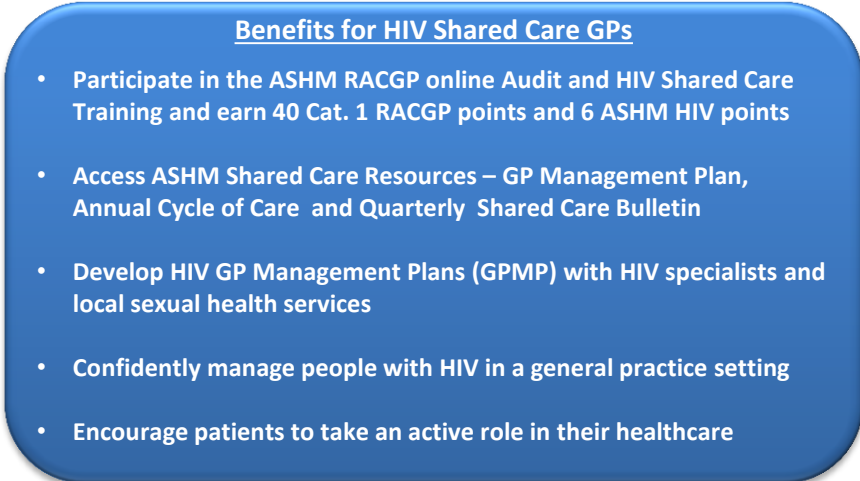 Benefits for HIV Shared Care GPs
• Participate in the ASHM RACGP online Audit and HIV Shared Care
Training and earn 40 Cat. 1 RACGP points and 6 ASHM HIV points
• Access ASHM Shared Care Resources – GP Management Plan,
Annual Cycle of Care and Quarterly Shared Care Bulletin
• Develop HIV GP Management Plans (GPMP) with HIV specialists and
local sexual health services
• Confidently manage people with HIV in a general practice setting
• Encourage patients to take an active role in their healthcare